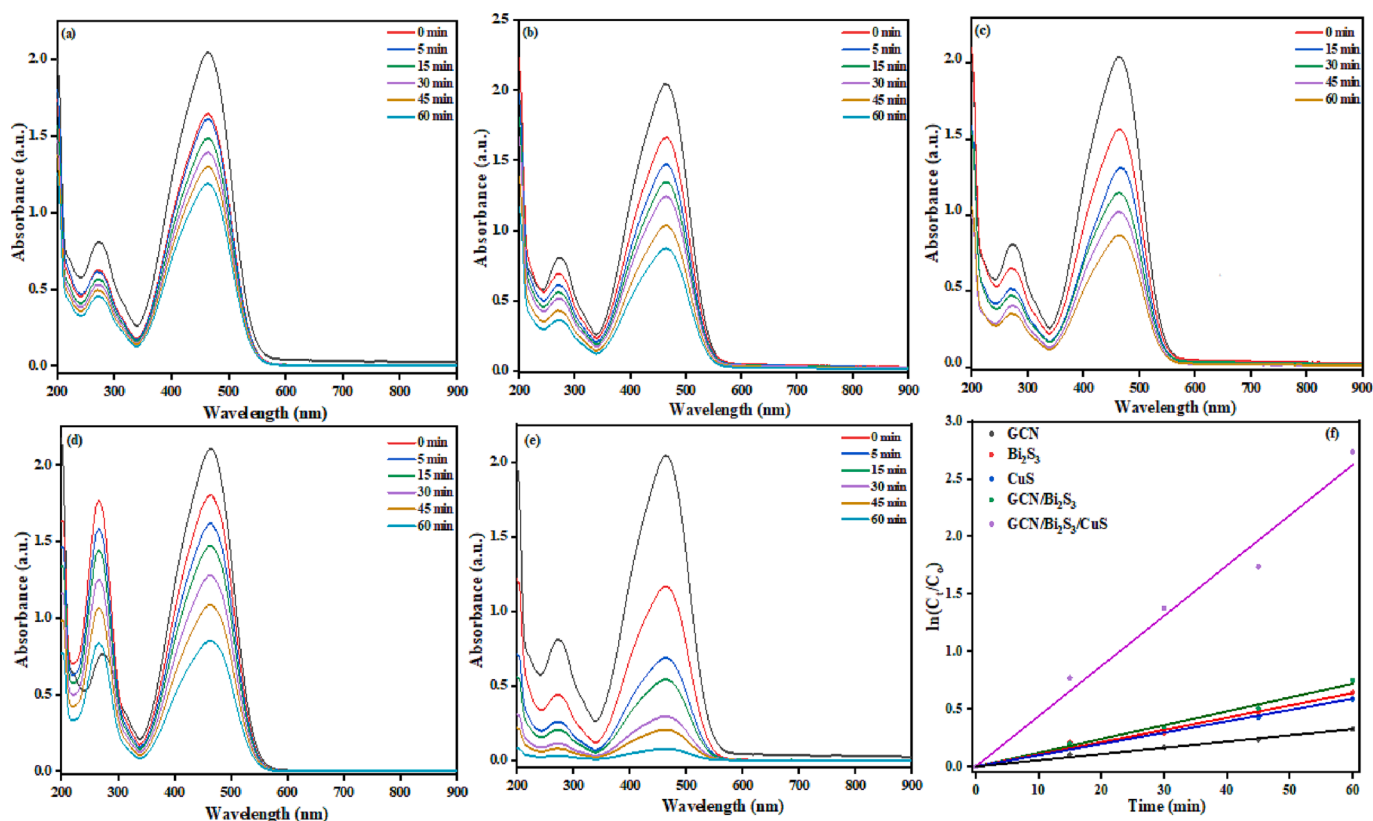 (a)
0 min
5 min
15 min
30 min
45 min
60 min
2.0
1.5
1.0
0.5
0.0
Absorbance (a.u.)
200 300 400 500 600 700 800 900
Wavelength (nm)
(b)
0 min
5 min
15 min
30 min
45 min
60 min
2.5
2.0
1.5
1.0
0.5
0.0
Absorbance (a.u.)
200 300 400 500 600 700 800 900
Wavelength (nm)
(c)
0 min
15 min
30 min
45 min
60 min
2.0
1.5
1.0
0.5
0.0
Absorbance (a.u.)
200 300 400 500 600 700 800 900
Wavelength (nm)
(d)
0 min
5 min
15 min
30 min
45 min
60 min
2.0
1.5
1.0
0.5
0.0
Absorbance (a.u.)
200 300 400 500 600 700 800 900
Wavelength (nm)
(e)
0 min
5 min
15 min
30 min
45 min
60 min
2.0
1.5
1.0
0.5
0.0
Absorbance (a.u.)
200 300 400 500 600 700 800 900
Wavelength (nm)
(f)
GCN
Bi₂S₃
CuS
GCN/Bi₂S₃
GCN/Bi₂S₃/CuS
3.0
2.5
2.0
1.5
1.0
0.5
0.0
ln(Cₜ/Cₒ)
0 10 20 30 40 50 60
Time (min)